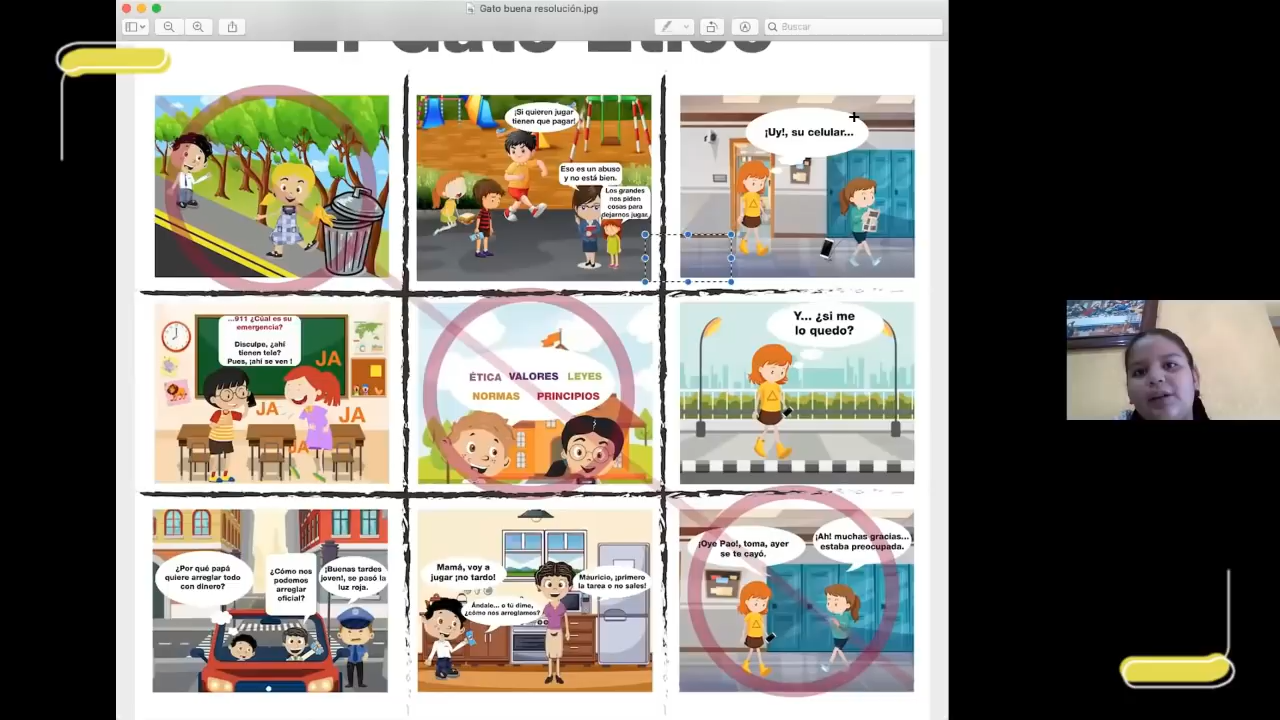 Gato buena resolución.jpg
Buscar
El Gato Ético
¡Si quieren jugar
tienen que pagar!
Eso es un abuso
y no está bien.
Los grandes
nos piden
cosas para
dejarnos jugar.
¡Uy!, su celular...
...911 ¿Cúal es su
emergencia?
Disculpe, ¿ahí
tienen tele?
Pues, ¡ahi se ven !
JA
JA
JA
JA
ÉTICA VALORES LEYES
NORMAS PRINCIPIOS
Y... ¿si me
lo quedo?
¿Por qué papá
quiere arreglar todo
con dinero?
¿Cómo nos
podemos
arreglar
oficial?
¡Buenas tardes
joven!, se pasó la
luz roja.
Mamá, voy a
jugar ¡no tardo!
Mauricio, ¡primero
la tarea o no sales!
Ándale... o tú dime,
¿cómo nos arreglamos?
¡Oye Pao!, toma, ayer
se te cayó.
¡Ah! muchas gracias...
estaba preocupada.